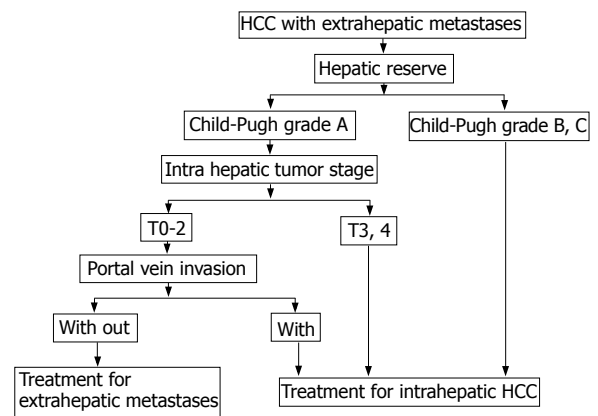 HCC with extrahepatic metastases
Hepatic reserve
Child-Pugh grade A
Child-Pugh grade B, C
Intra hepatic tumor stage
T0-2
T3, 4
Portal vein invasion
With out
With
Treatment for
extrahepatic metastases
Treatment for intrahepatic HCC